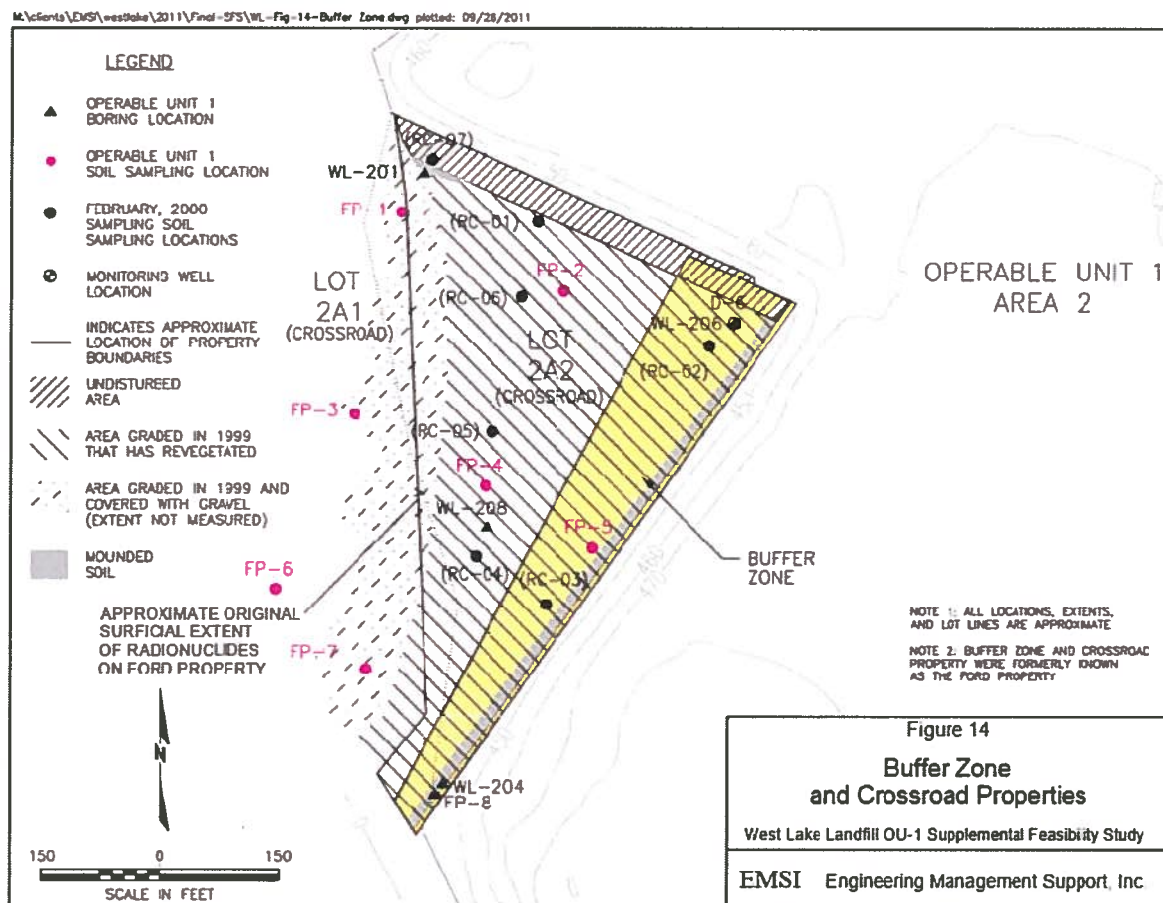 M:\clients\EMSI\westlake\2011\Final-SFS\WL-Fig-14-Buffer Zone.dwg plotted: 09/28/2011
LEGEND
OPERABLE UNIT 1
BORING LOCATION
OPERABLE UNIT 1
SOIL SAMPLING LOCATION
FEBRUARY, 2000
SAMPLING SOIL
SAMPLING LOCATIONS
MONITORING WELL
LOCATION
INDICATES APPROXIMATE
LOCATION OF PROPERTY
BOUNDARIES
UNDISTUREED
AREA
AREA GRADED IN 1999
THAT HAS REVEGETATED
AREA GRADED IN 1999 AND
COVERED WITH GRAVEL
(EXTENT NOT MEASURED)
MOUNDED
SOIL
APPROXIMATE ORIGINAL
SURFICIAL EXTENT
OF RADIONUCLIDES
ON FORD PROPERTY
N
150 0 150
SCALE IN FEET
460
(RC-07)
WL-201
FP-1
(RC-01)
LOT
2A1
(CROSSROAD)
FP-2
(RC-06)
LOT
2A2
(CROSSROAD)
D-6
WL-206
(RC-02)
OPERABLE UNIT 1
AREA 2
FP-3
(RC-05)
FP-4
WL-208
FP-5
(RC-04)
(RC-03)
FP-6
FP-7
460
470
BUFFER
ZONE
WL-204
FP-8
NOTE 1: ALL LOCATIONS, EXTENTS,
AND LOT LINES ARE APPROXIMATE
NOTE 2: BUFFER ZONE AND CROSSROAD
PROPERTY WERE FORMERLY KNOWN
AS THE FORD PROPERTY
Figure 14
Buffer Zone
and Crossroad Properties
West Lake Landfill OU-1 Supplemental Feasibility Study
EMSI Engineering Management Support, Inc